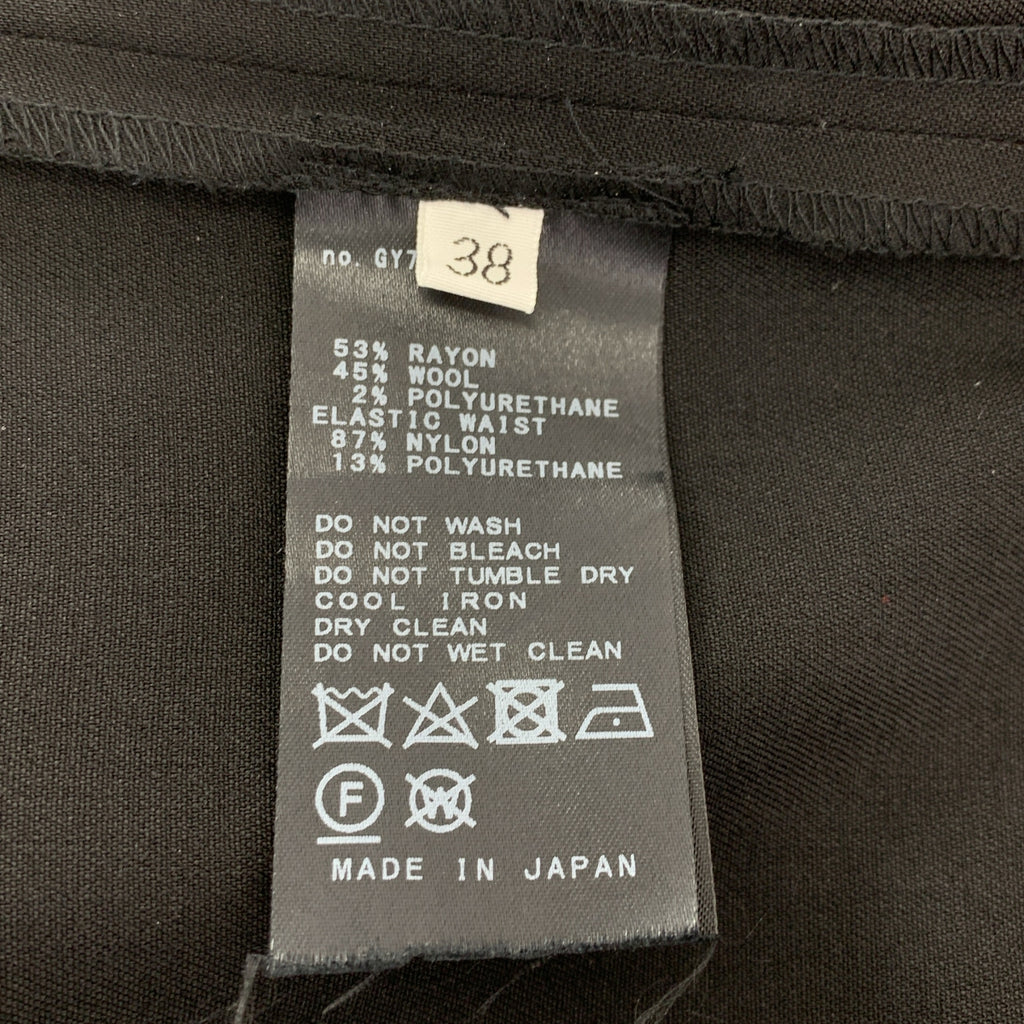 38
no. GY7
53% RAYON
45% WOOL
2% POLYURETHANE
ELASTIC WAIST
87% NYLON
13% POLYURETHANE
DO NOT WASH
DO NOT BLEACH
DO NOT TUMBLE DRY
COOL IRON
DRY CLEAN
DO NOT WET CLEAN
F W
MADE IN JAPAN